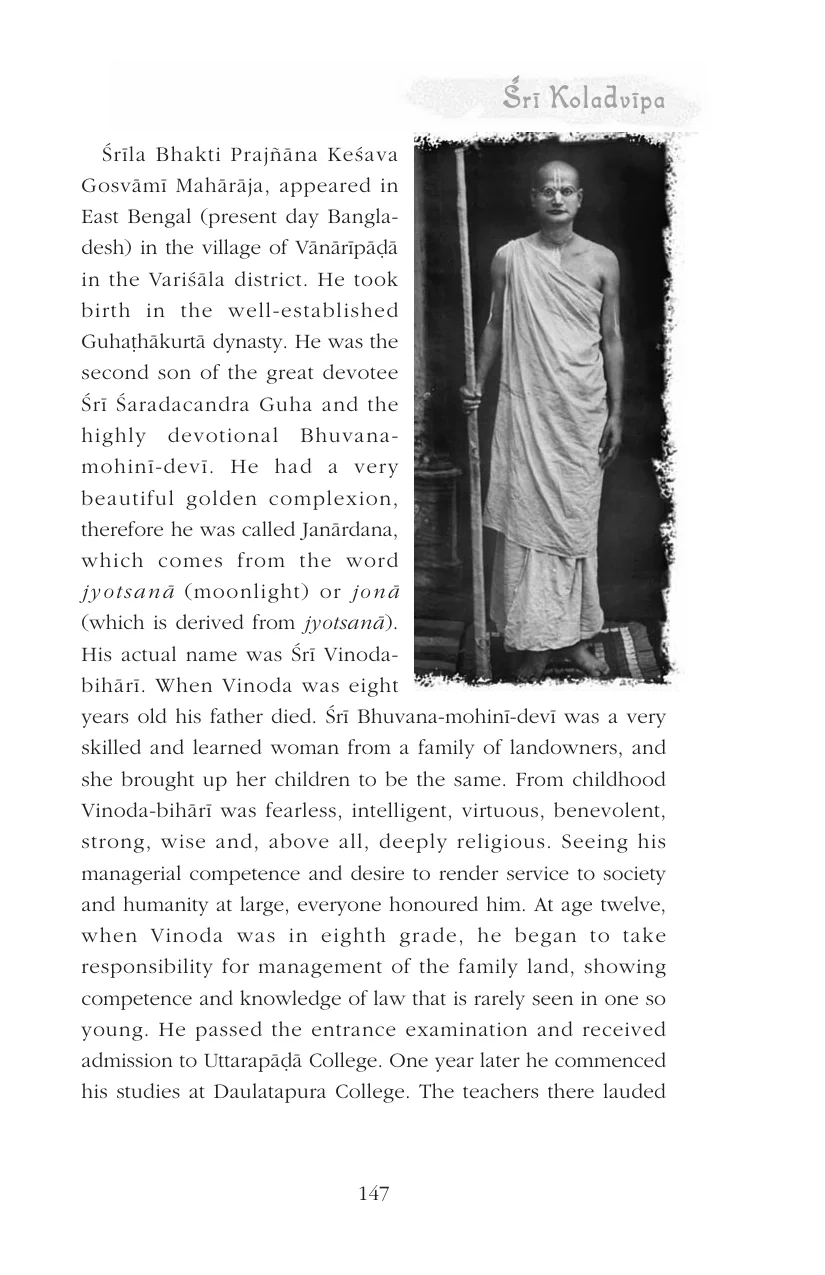 Śrī Koladvīpa
Śrīla Bhakti Prajñāna Keśava
Gosvāmī Mahārāja, appeared in
East Bengal (present day Bangla-
desh) in the village of Vānārīpāḍā
in the Variśāla district. He took
birth in the well-established
Guhaṭhākurtā dynasty. He was the
second son of the great devotee
Śrī Śaradacandra Guha and the
highly devotional Bhuvana-
mohinī-devī. He had a very
beautiful golden complexion,
therefore he was called Janārdana,
which comes from the word
jyotsanā (moonlight) or jonā
(which is derived from jyotsanā).
His actual name was Śrī Vinoda-
bihārī. When Vinoda was eight
years old his father died. Śrī Bhuvana-mohinī-devī was a very
skilled and learned woman from a family of landowners, and
she brought up her children to be the same. From childhood
Vinoda-bihārī was fearless, intelligent, virtuous, benevolent,
strong, wise and, above all, deeply religious. Seeing his
managerial competence and desire to render service to society
and humanity at large, everyone honoured him. At age twelve,
when Vinoda was in eighth grade, he began to take
responsibility for management of the family land, showing
competence and knowledge of law that is rarely seen in one so
young. He passed the entrance examination and received
admission to Uttarapāḍā College. One year later he commenced
his studies at Daulatapura College. The teachers there lauded
147